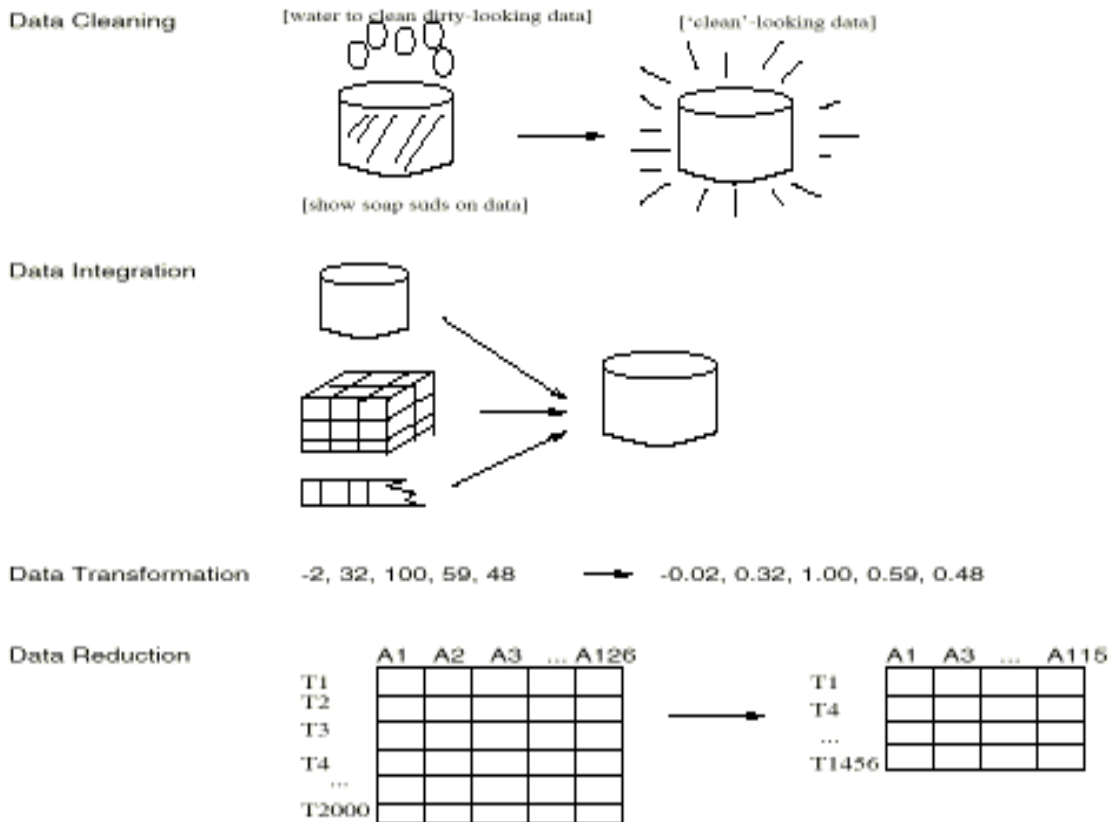 Data Cleaning
[water to clean dirty-looking data]
['clean'-looking data]
[show soap suds on data]
Data Integration
Data Transformation
-2, 32, 100, 59, 48
-0.02, 0.32, 1.00, 0.59, 0.48
Data Reduction
A1 A2 A3 ... A126
T1
T2
T3
T4
...
T2000
A1 A3 ... A115
T1
T4
...
T1456